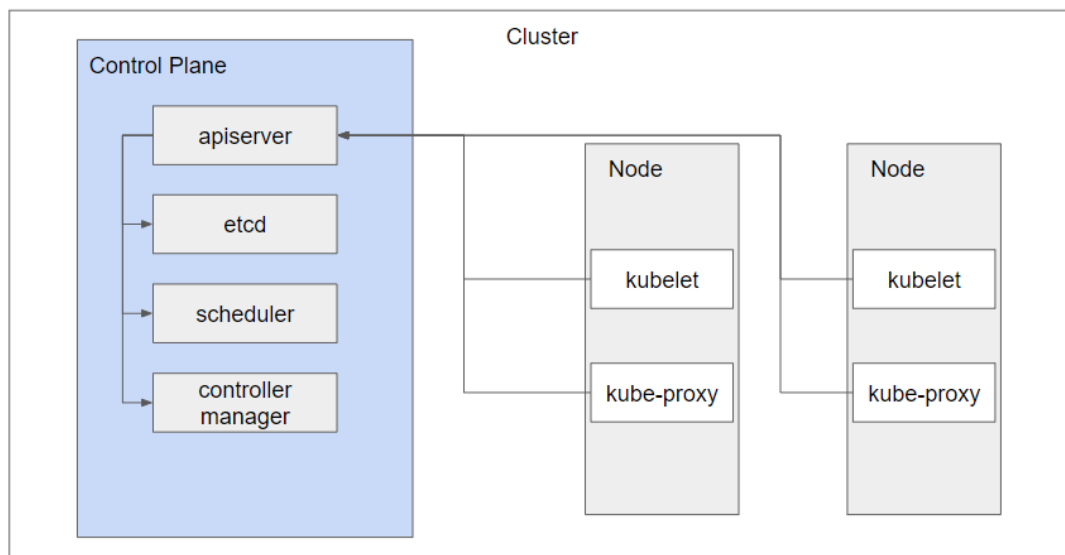 Cluster
Control Plane
apiserver
etcd
scheduler
controller
manager
Node
kubelet
kube-proxy
Node
kubelet
kube-proxy